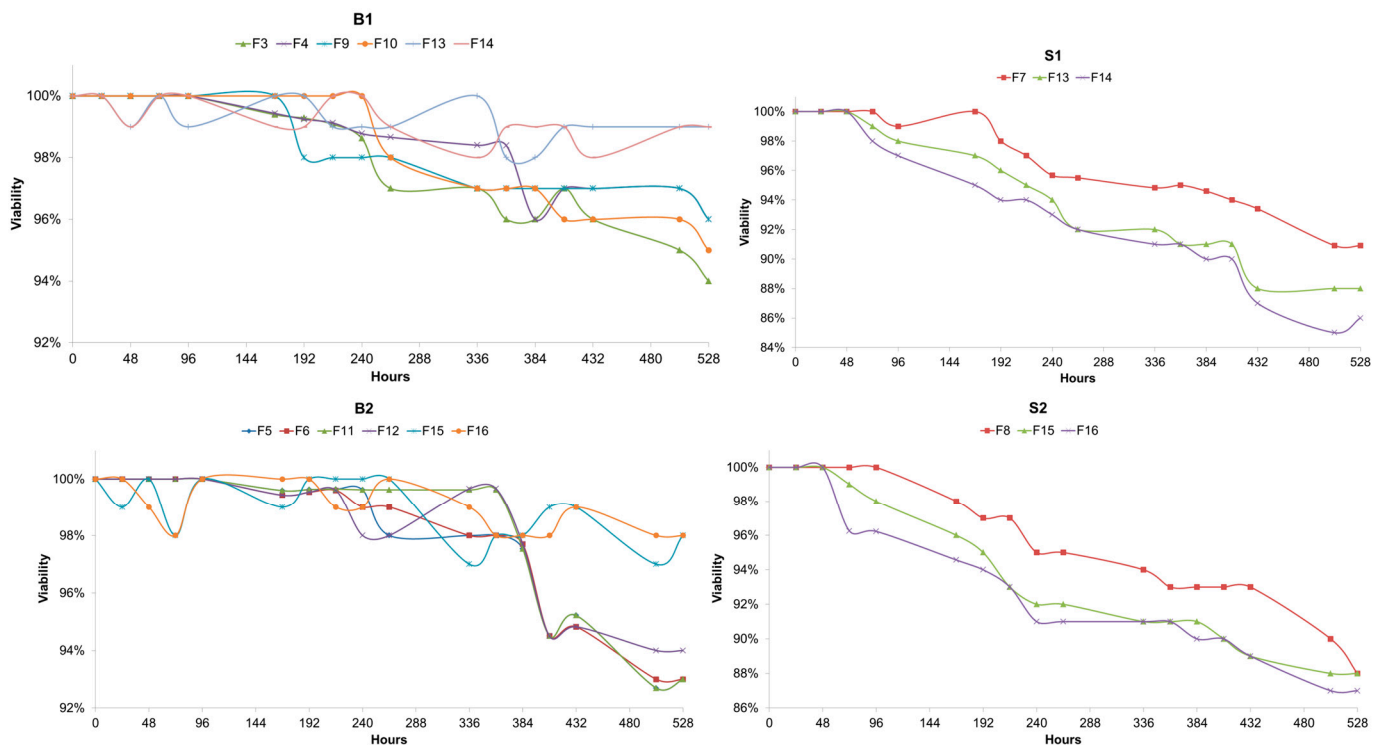 B1
F3 F4 F9 F10 F13 F14
100%
98%
96%
94%
92%
Viability
0 48 96 144 192 240 288 336 384 432 480 528
Hours
S1
F7 F13 F14
100%
98%
96%
94%
92%
90%
88%
86%
84%
Viability
0 48 96 144 192 240 288 336 384 432 480 528
Hours
B2
F5 F6 F11 F12 F15 F16
100%
98%
96%
94%
92%
Viability
0 48 96 144 192 240 288 336 384 432 480 528
Hours
S2
F8 F15 F16
100%
98%
96%
94%
92%
90%
88%
86%
Viability
0 48 96 144 192 240 288 336 384 432 480 528
Hours